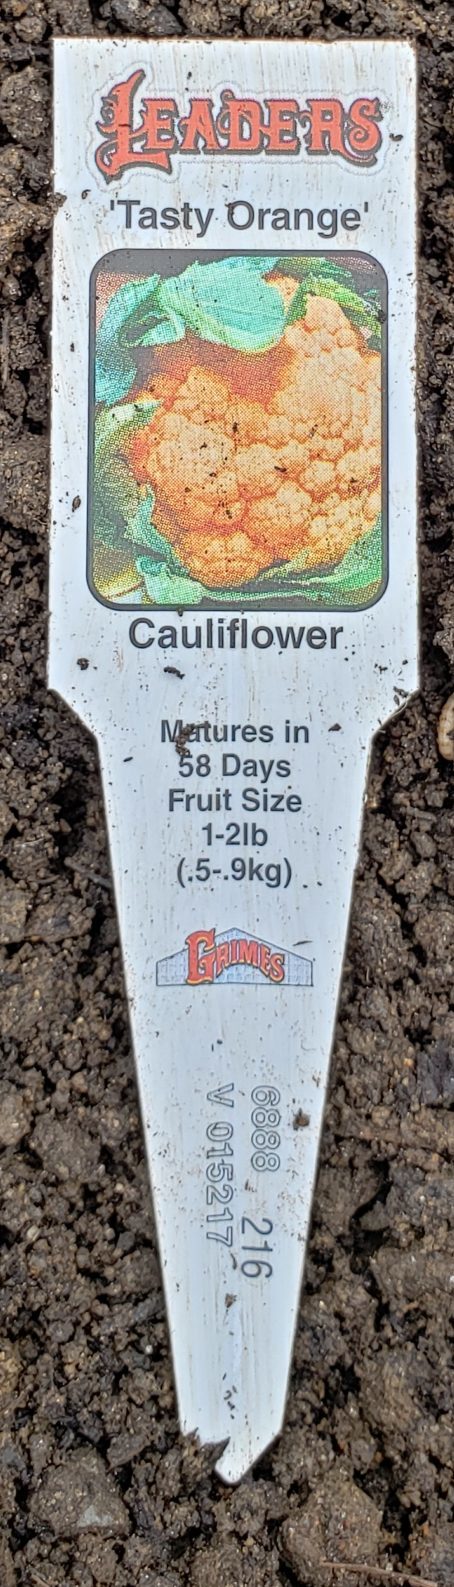 LEADERS
'Tasty Orange'
Cauliflower
Matures in
58 Days
Fruit Size
1-2lb
(.5-.9kg)
GRIMES
6888 216
V 015217